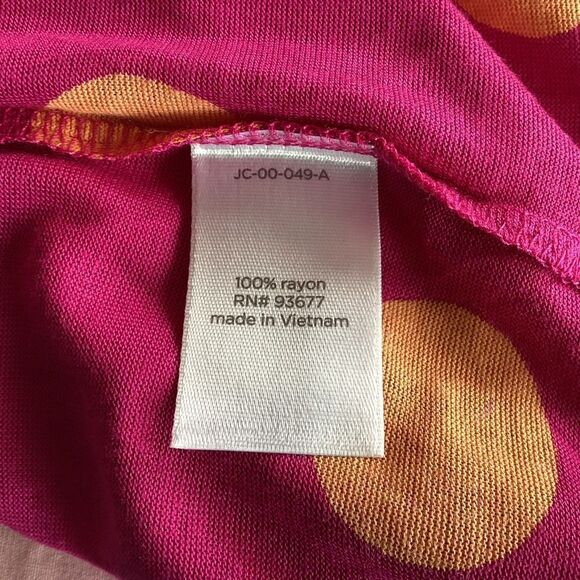 JC-00-049-A
100% rayon
RN# 93677
made in Vietnam